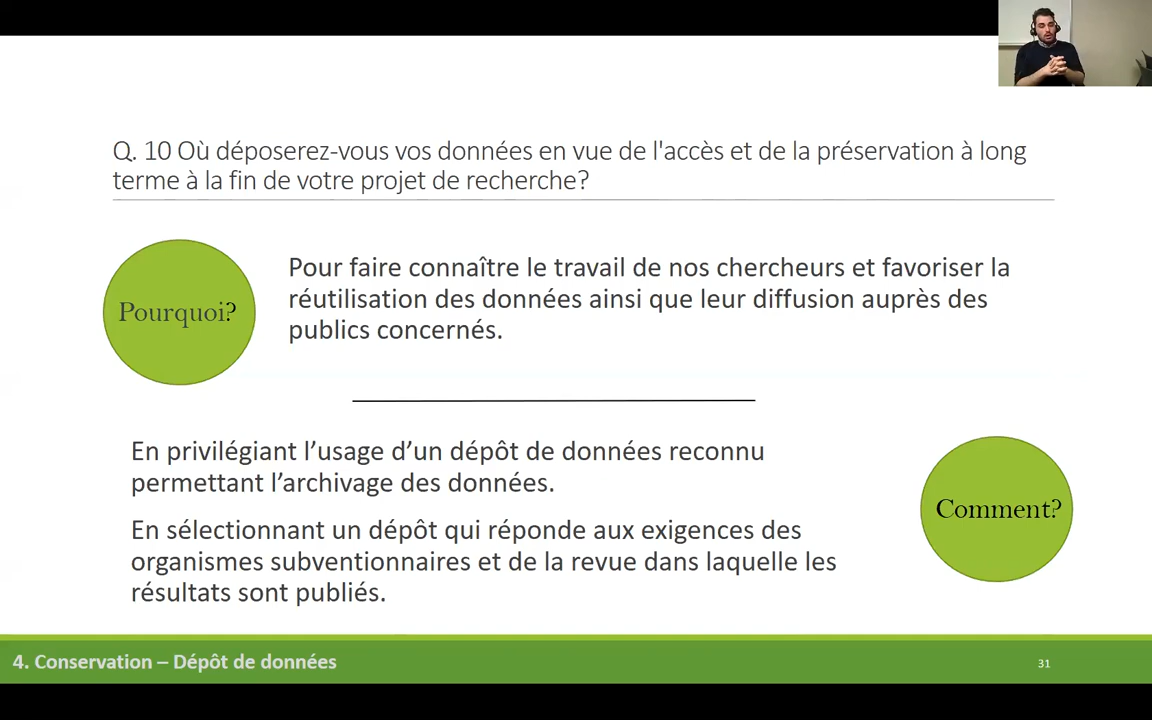 Q. 10 Où déposerez-vous vos données en vue de l'accès et de la préservation à long
terme à la fin de votre projet de recherche?
Pourquoi?
Pour faire connaître le travail de nos chercheurs et favoriser la
réutilisation des données ainsi que leur diffusion auprès des
publics concernés.
En privilégiant l’usage d’un dépôt de données reconnu
permettant l’archivage des données.
En sélectionnant un dépôt qui réponde aux exigences des
organismes subventionnaires et de la revue dans laquelle les
résultats sont publiés.
Comment?
4. Conservation – Dépôt de données
31